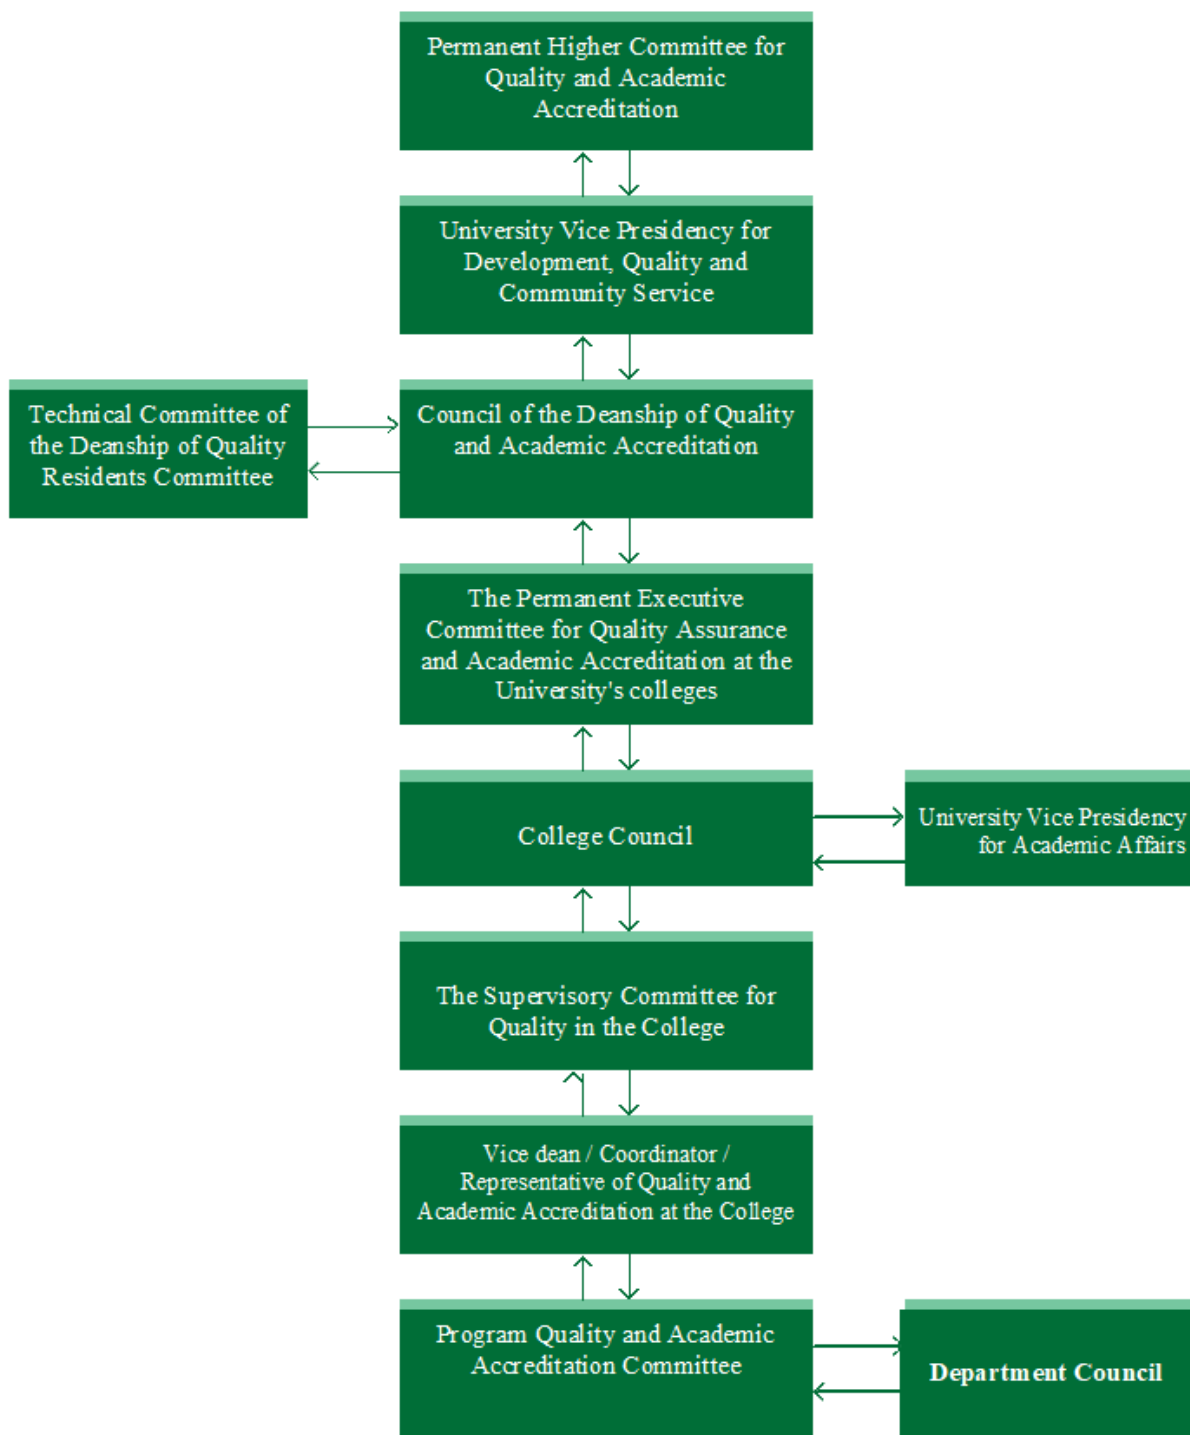 Permanent Higher Committee for
Quality and Academic
Accreditation
University Vice Presidency for
Development, Quality and
Community Service
Technical Committee of
the Deanship of Quality
Residents Committee
Council of the Deanship of Quality
and Academic Accreditation
The Permanent Executive
Committee for Quality Assurance
and Academic Accreditation at the
University's colleges
College Council
University Vice Presidency
for Academic Affairs
The Supervisory Committee for
Quality in the College
Vice dean / Coordinator /
Representative of Quality and
Academic Accreditation at the College
Program Quality and Academic
Accreditation Committee
Department Council